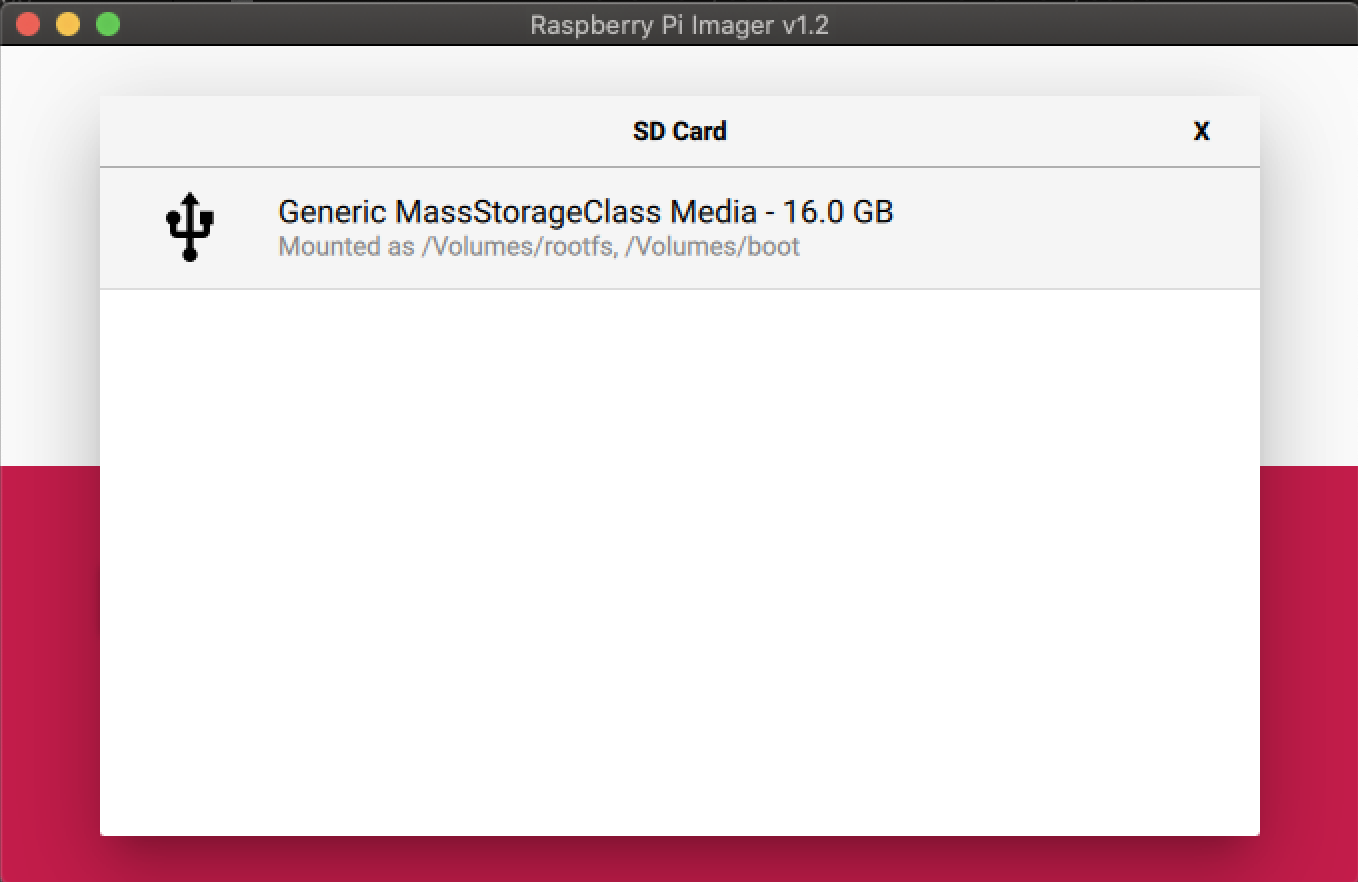 Raspberry Pi Imager v1.2
SD Card
X
Generic MassStorageClass Media - 16.0 GB
Mounted as /Volumes/rootfs, /Volumes/boot